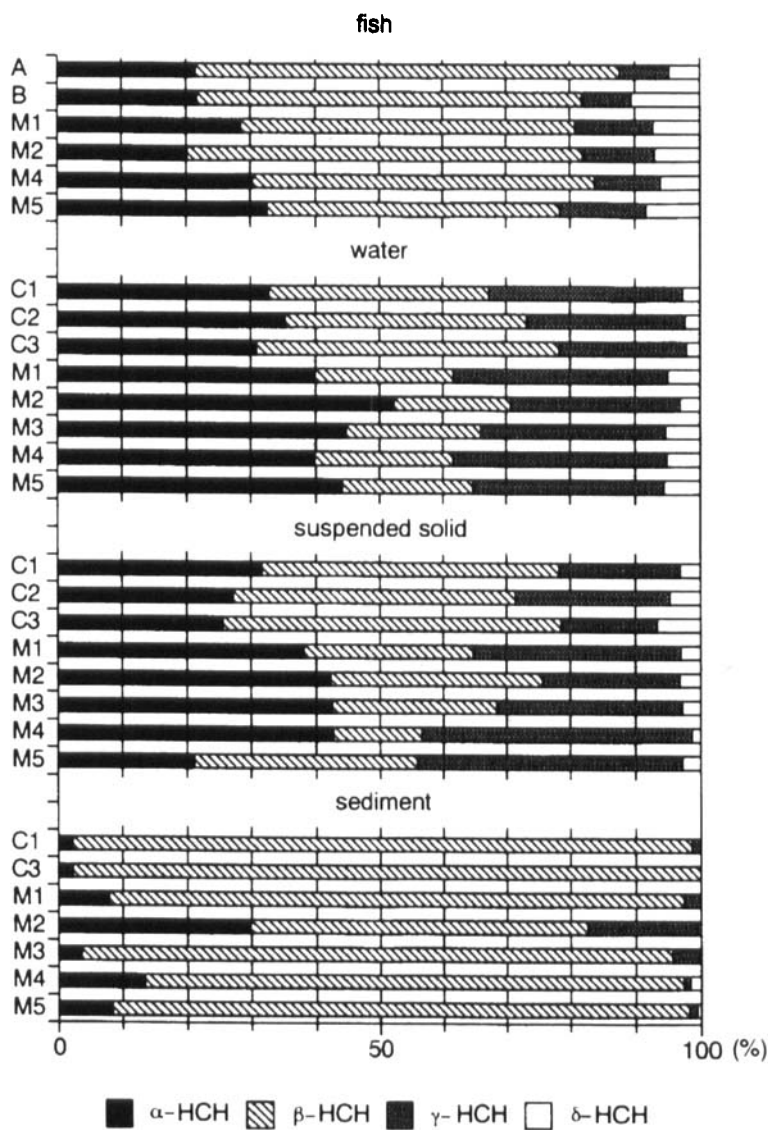 fish
A
B
M1
M2
M4
M5
water
C1
C2
C3
M1
M2
M3
M4
M5
suspended solid
C1
C2
C3
M1
M2
M3
M4
M5
sediment
C1
C3
M1
M2
M3
M4
M5
0 50 100 (%)
α-HCH β-HCH γ-HCH δ-HCH